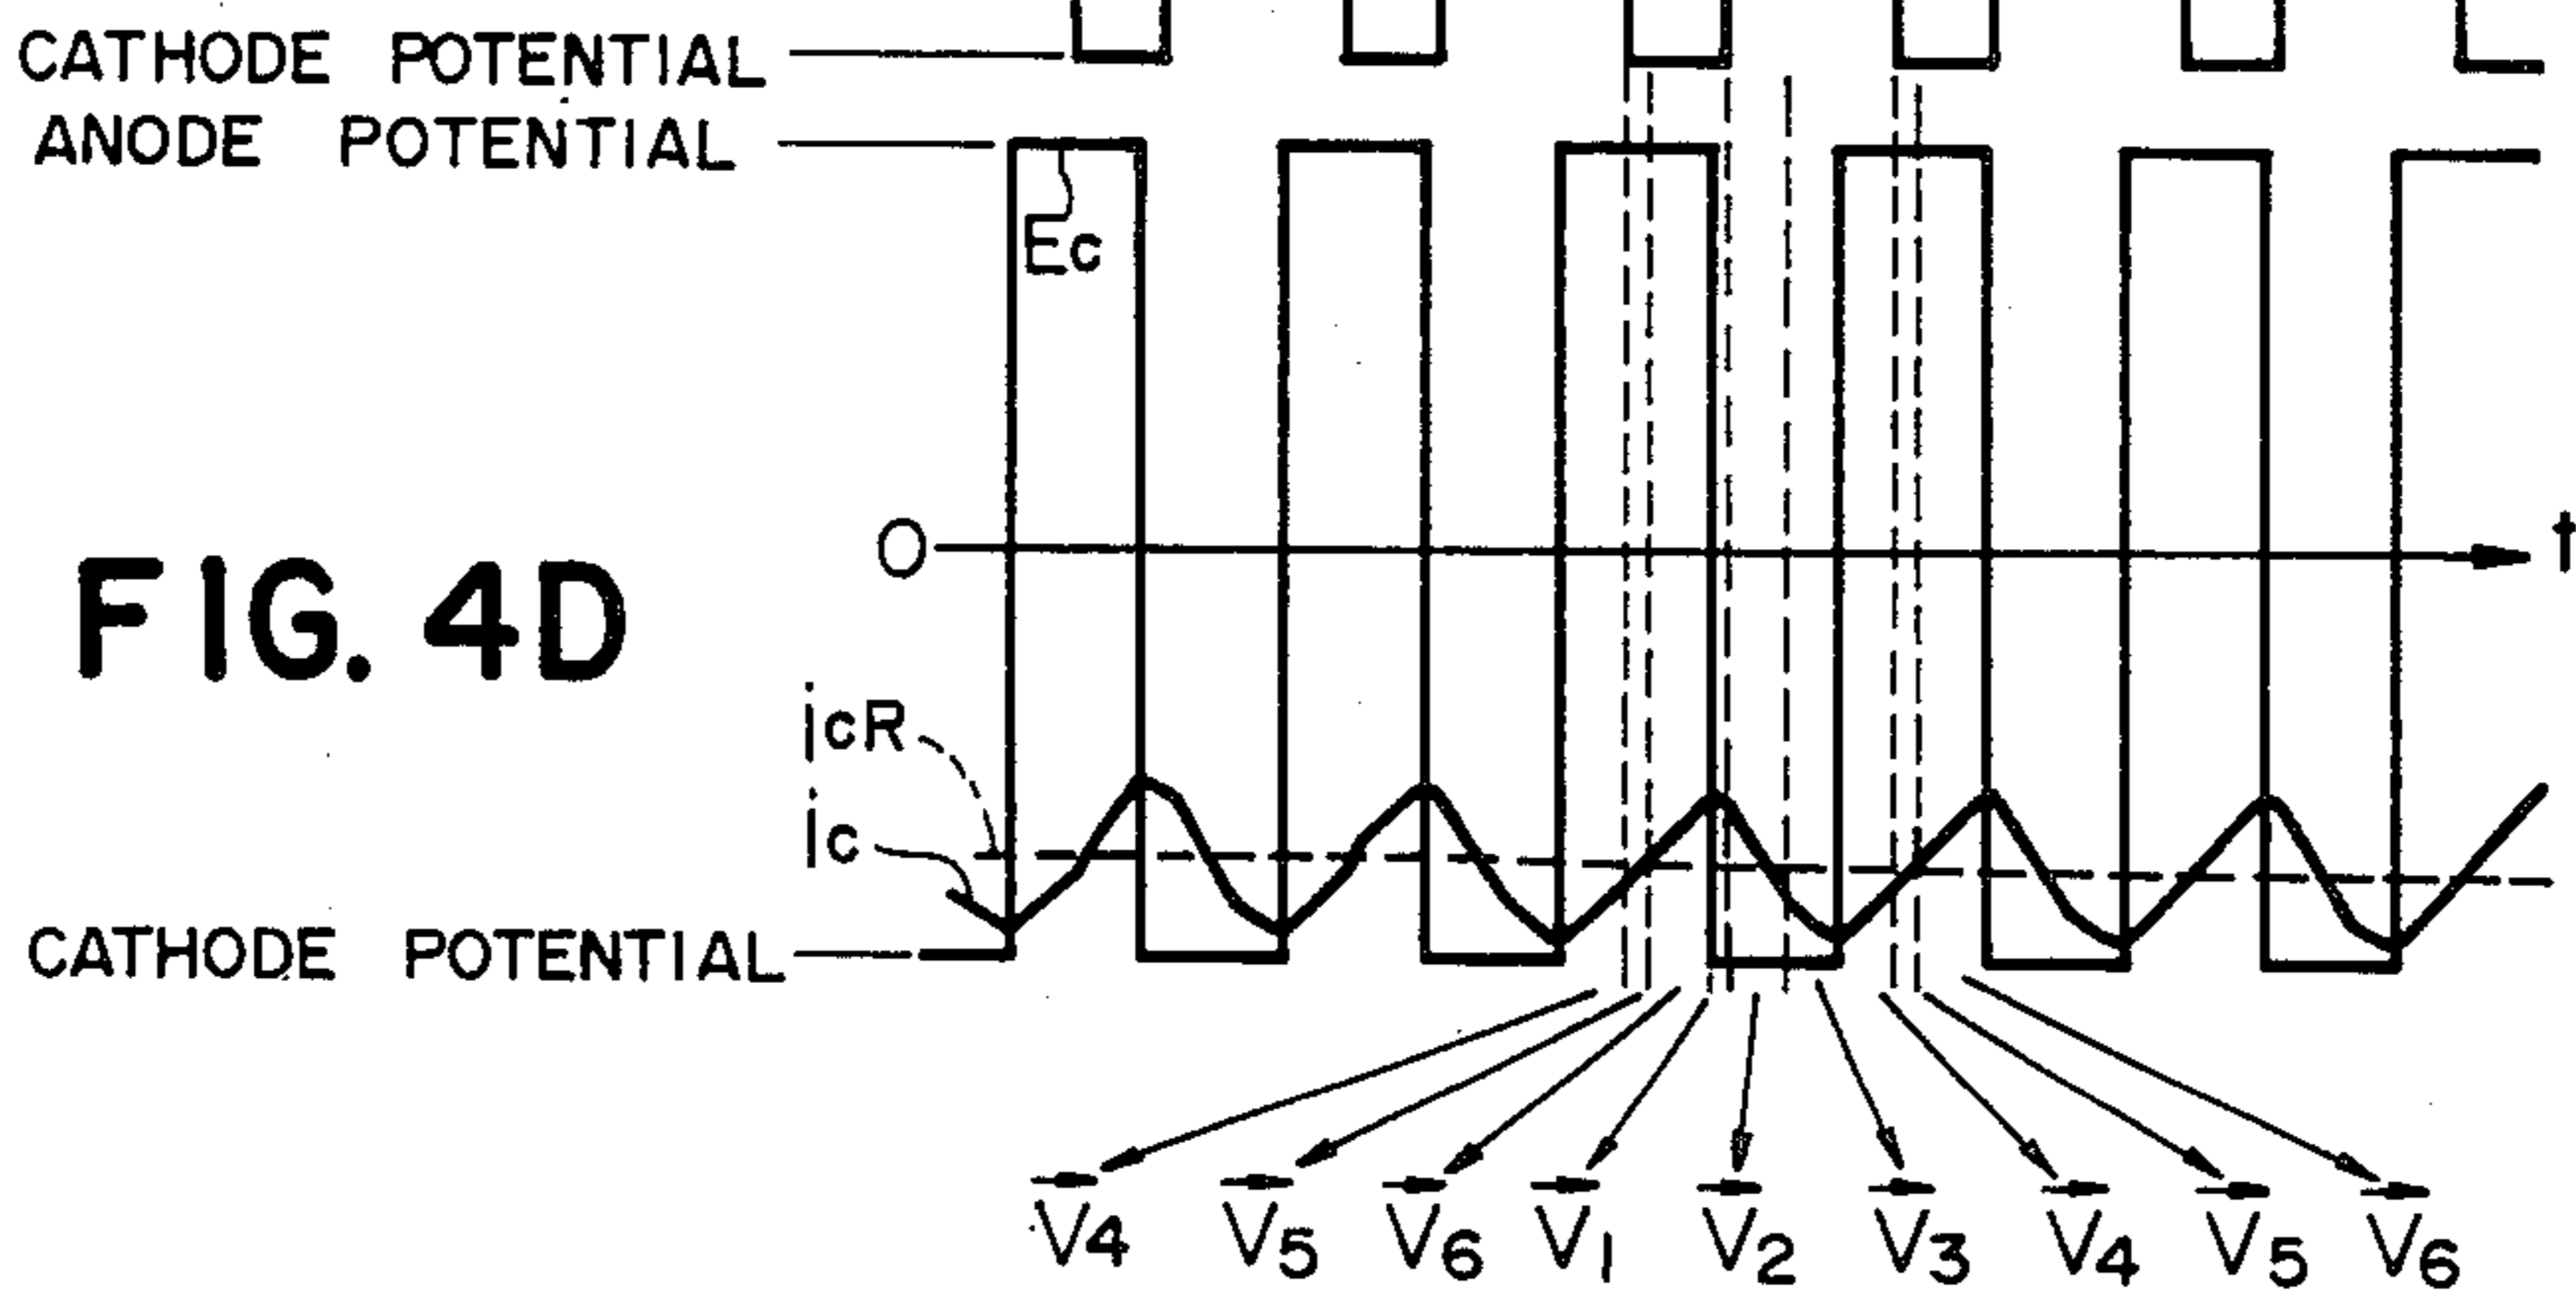 CATHODE POTENTIAL
ANODE POTENTIAL
Ec
O
t
FIG. 4D
icR
ic
CATHODE POTENTIAL
V4 V5 V6 V1 V2 V3 V4 V5 V6